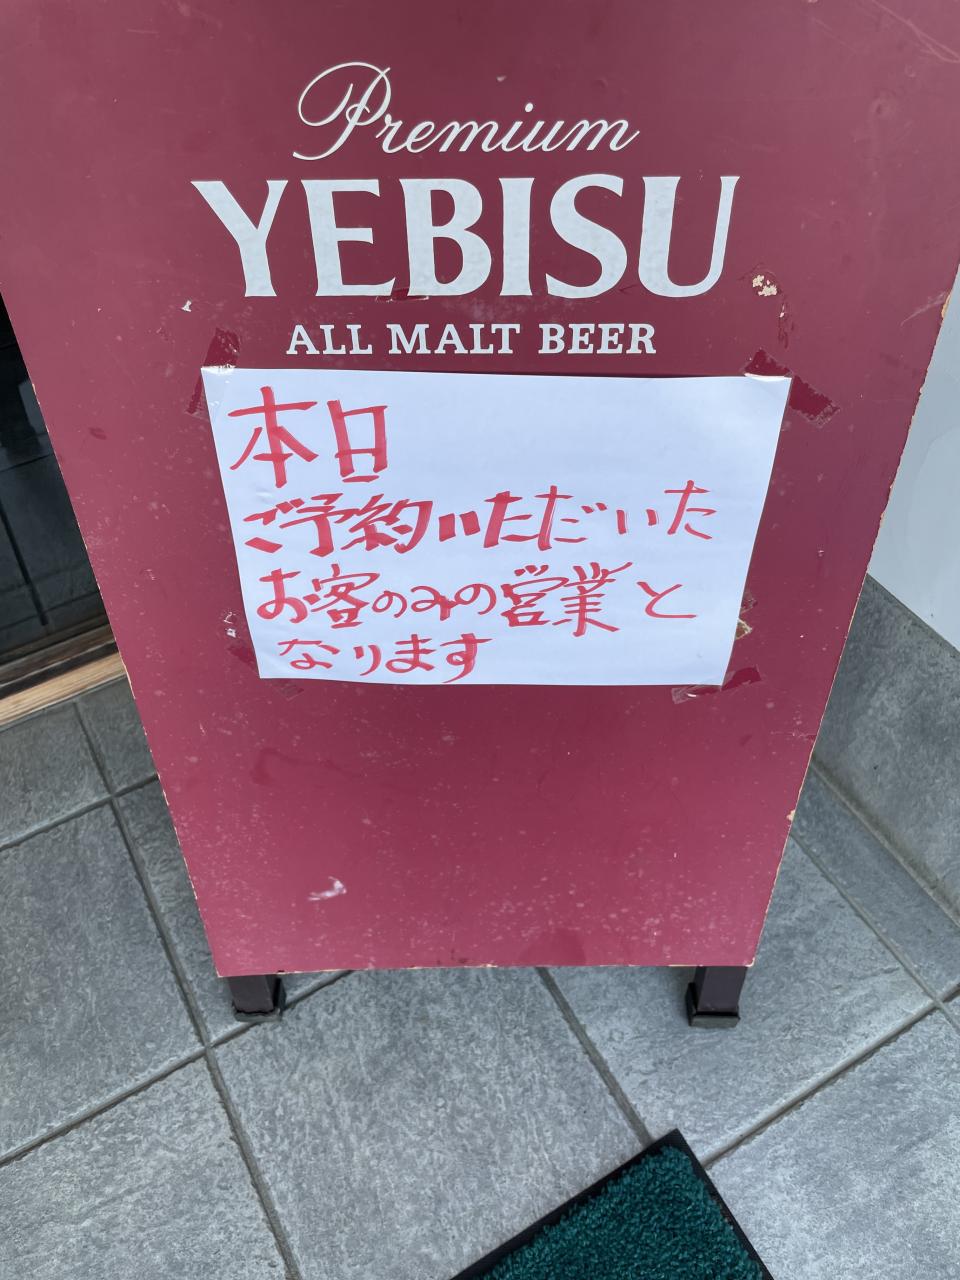 Premium
YEBISU
ALL MALT BEER
本日
ご予約いただいた
お客のみの営業と
なります